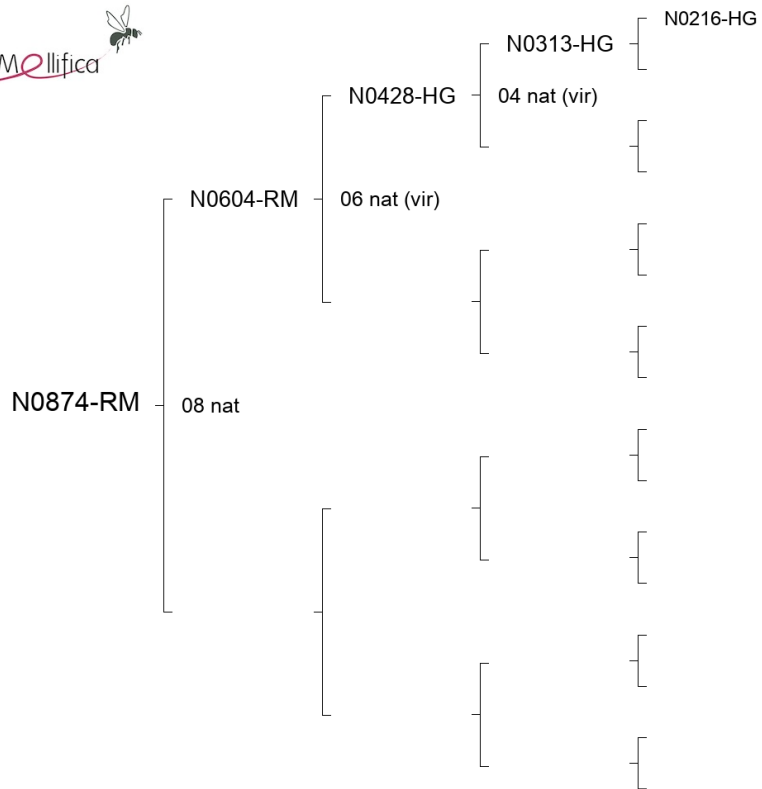 Mellifica
N0216-HG
N0313-HG
N0428-HG
04 nat (vir)
N0604-RM
06 nat (vir)
N0874-RM
08 nat